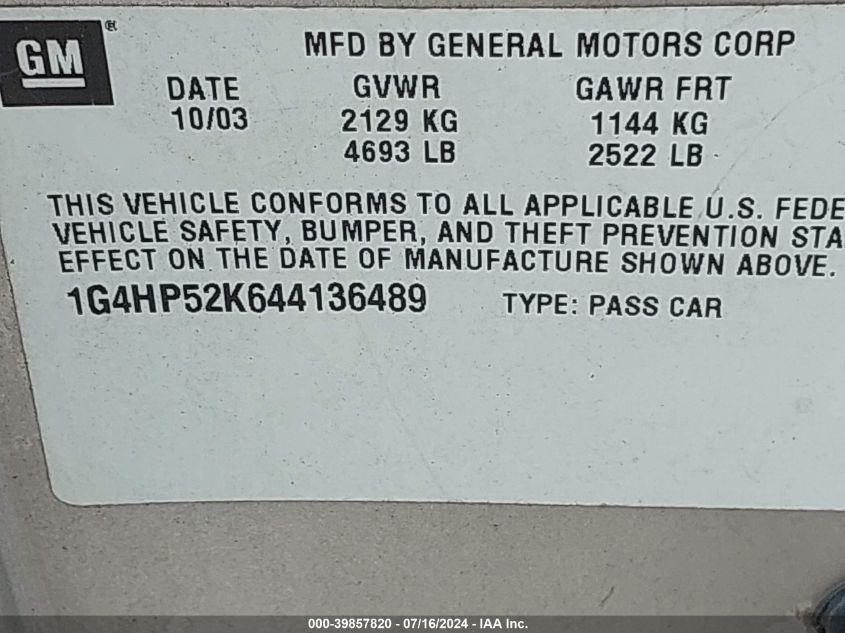 GM®
MFD BY GENERAL MOTORS CORP
DATE GVWR GAWR FRT
10/03 2129 KG 1144 KG
4693 LB 2522 LB
THIS VEHICLE CONFORMS TO ALL APPLICABLE U.S. FEDE
VEHICLE SAFETY, BUMPER, AND THEFT PREVENTION STA
EFFECT ON THE DATE OF MANUFACTURE SHOWN ABOVE.
1G4HP52K644136489 TYPE: PASS CAR
000-39857820 - 07/16/2024 - IAA Inc.